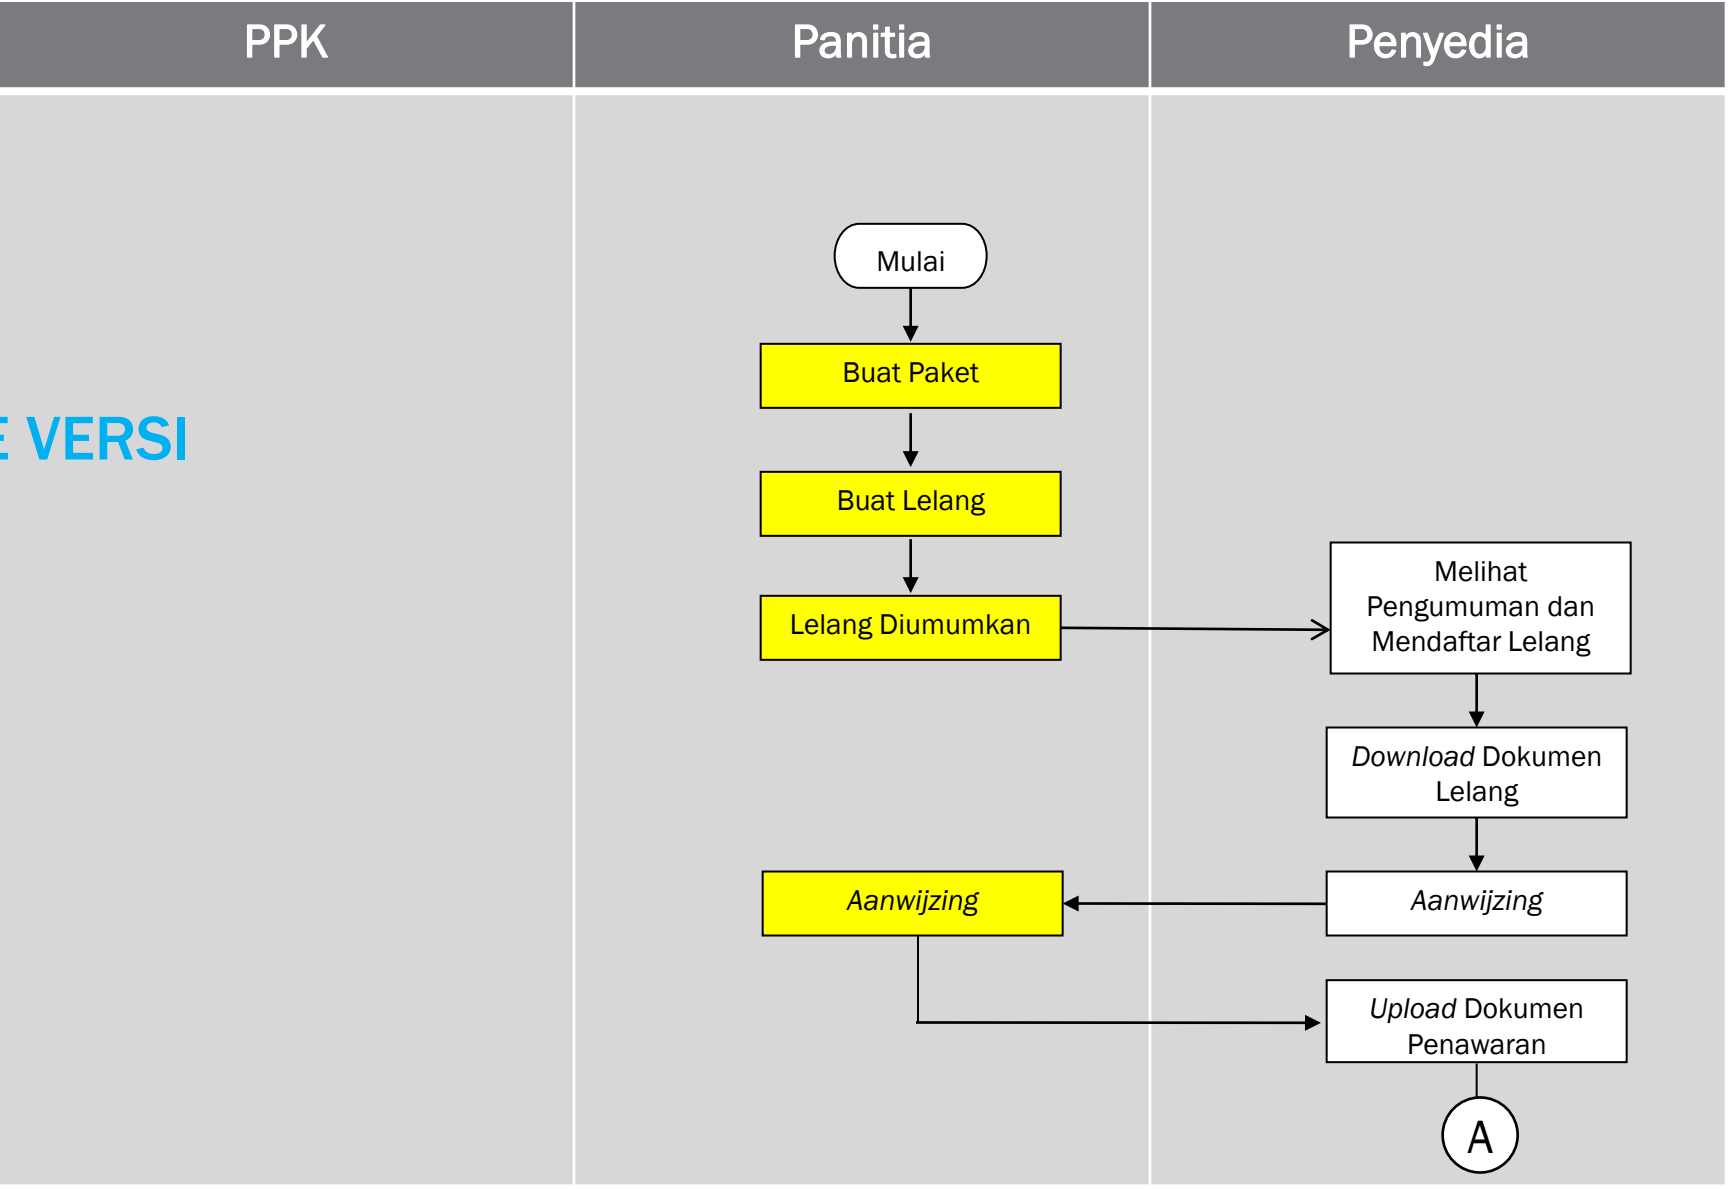 PPK
Panitia
Penyedia
Mulai
Buat Paket
E VERSI
Buat Lelang
Lelang Diumumkan
Melihat
Pengumuman dan
Mendaftar Lelang
Download Dokumen
Lelang
Aanwijzing
Aanwijzing
Upload Dokumen
Penawaran
A